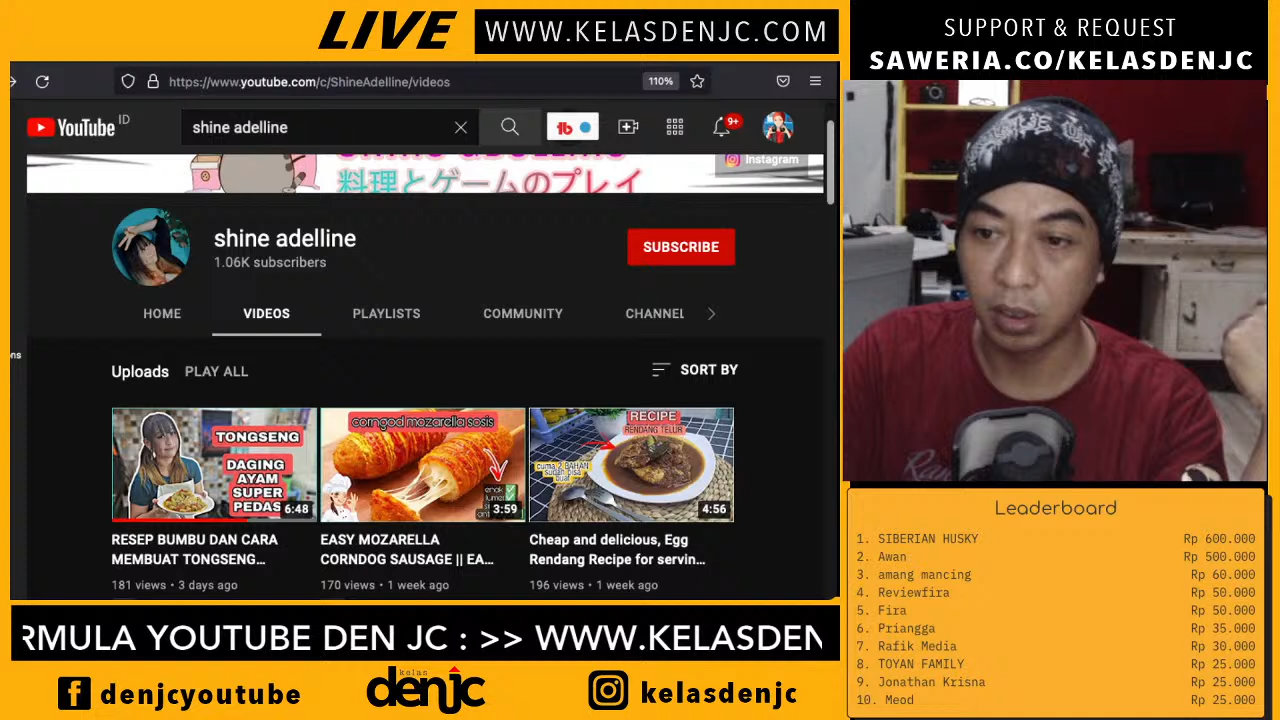 LIVE
WWW.KELASDENJC.COM
SUPPORT & REQUEST
SAWERIA.CO/KELASDENJC
https://www.youtube.com/c/ShineAdelline/videos
110%
YouTube ID
shine adelline
9+
Instagram
料理とゲームのプレイ
shine adelline
1.06K subscribers
SUBSCRIBE
HOME
VIDEOS
PLAYLISTS
COMMUNITY
CHANNEL
Uploads
PLAY ALL
SORT BY
TONGSENG
DAGING
AYAM
SUPER
PEDAS
6:48
corngod mozarella sosis
enak
3:59
RECIPE
RENDANG TELUR
cuma 2 BAHAN
sudah bisa
buat
4:56
RESEP BUMBU DAN CARA
MEMBUAT TONGSENG...
181 views • 3 days ago
EASY MOZARELLA
CORNDOG SAUSAGE || EA...
170 views • 1 week ago
Cheap and delicious, Egg
Rendang Recipe for servin...
196 views • 1 week ago
Leaderboard
1. SIBERIAN HUSKY Rp 600.000
2. Awan Rp 500.000
3. amang mancing Rp 60.000
4. Reviewfira Rp 50.000
5. Fira Rp 50.000
6. Priangga Rp 35.000
7. Rafik Media Rp 30.000
8. TOYAN FAMILY Rp 25.000
9. Jonathan Krisna Rp 25.000
10. Meod Rp 25.000
RMULA YOUTUBE DEN JC : >> WWW.KELASDEN
denjcyoutube
kelas
denjc
kelasdenjc